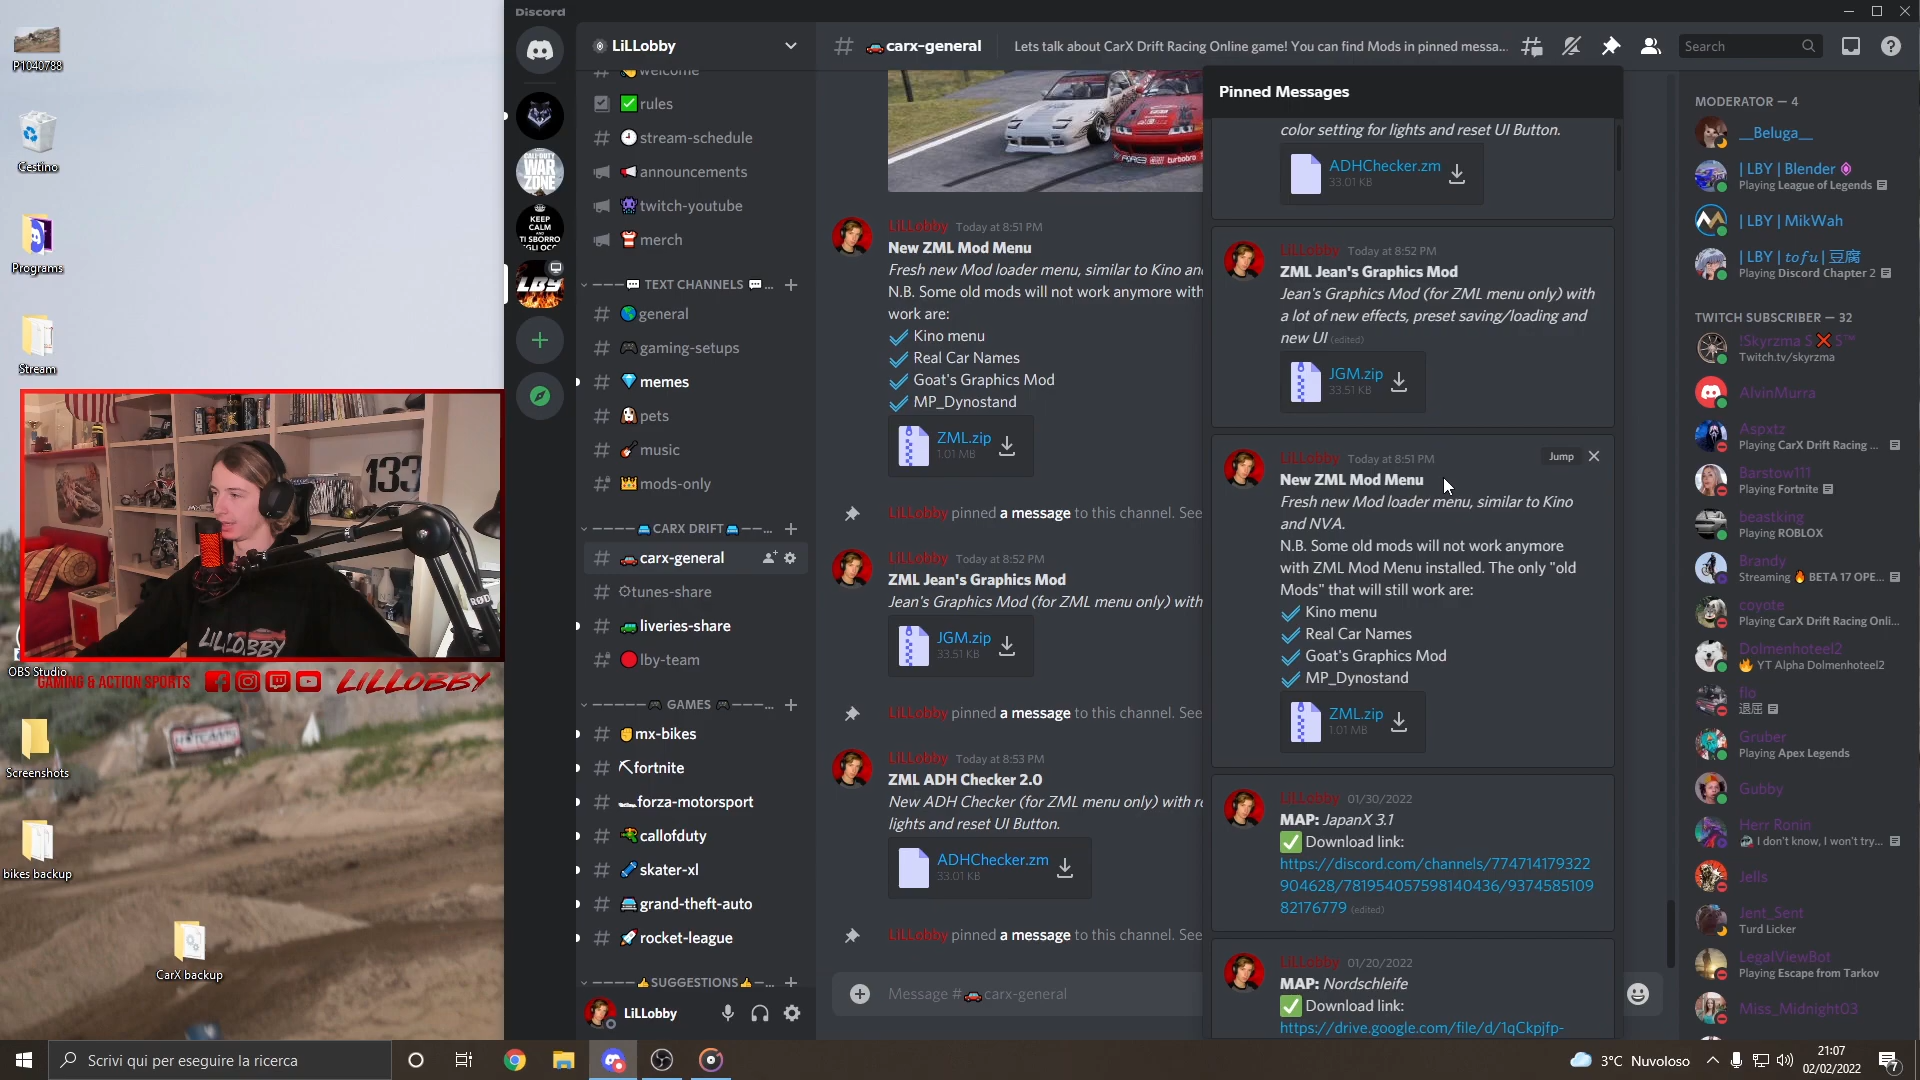 P1040788
Cestino
Programs
Stream
OBS Studio
Screenshots
bikes backup
CarX backup
133
LILLOBBY
RØDE
GAMING & ACTION SPORTS
LILLOBBY
Discord
CALL OF DUTY
WAR
ZONE
KEEP
CALM
AND
TI SBORRO
LBY
LiLLobby
welcome
rules
stream-schedule
announcements
twitch-youtube
merch
TEXT CHANNELS
general
gaming-setups
memes
pets
music
mods-only
CARX DRIFT
carx-general
tunes-share
liveries-share
lby-team
GAMES
mx-bikes
fortnite
forza-motorsport
callofduty
skater-xl
grand-theft-auto
rocket-league
SUGGESTIONS
LiLLobby
carx-general
Lets talk about CarX Drift Racing Online game! You can find Mods in pinned messa...
Search
LiLLobby Today at 8:51 PM
New ZML Mod Menu
Fresh new Mod loader menu, similar to Kino an
N.B. Some old mods will not work anymore with
work are:
Kino menu
Real Car Names
Goat's Graphics Mod
MP_Dynostand
ZML.zip
1.01 MB
LiLLobby pinned a message to this channel. See
LiLLobby Today at 8:52 PM
ZML Jean's Graphics Mod
Jean's Graphics Mod (for ZML menu only) with
JGM.zip
33.51 KB
LiLLobby pinned a message to this channel. See
LiLLobby Today at 8:53 PM
ZML ADH Checker 2.0
New ADH Checker (for ZML menu only) with re
lights and reset UI Button.
ADHChecker.zm
33.01 KB
LiLLobby pinned a message to this channel. See
Message # carx-general
Pinned Messages
color setting for lights and reset UI Button.
ADHChecker.zm
33.01 KB
LiLLobby Today at 8:52 PM
ZML Jean's Graphics Mod
Jean's Graphics Mod (for ZML menu only) with
a lot of new effects, preset saving/loading and
new UI (edited)
JGM.zip
33.51 KB
LiLLobby Today at 8:51 PM
Jump
New ZML Mod Menu
Fresh new Mod loader menu, similar to Kino
and NVA.
N.B. Some old mods will not work anymore
with ZML Mod Menu installed. The only "old
Mods" that will still work are:
Kino menu
Real Car Names
Goat's Graphics Mod
MP_Dynostand
ZML.zip
1.01 MB
LiLLobby 01/30/2022
MAP: JapanX 3.1
Download link:
https://discord.com/channels/774714179322
904628/781954057598140436/9374585109
82176779 (edited)
LiLLobby 01/20/2022
MAP: Nordschleife
Download link:
https://drive.google.com/file/d/1qCkpjfp-
MODERATOR — 4
__Beluga__
| LBY | Blender
Playing League of Legends
| LBY | MikWah
| LBY | tofu | 豆腐
Playing Discord Chapter 2
TWITCH SUBSCRIBER — 32
!Skyrzma S❌S™
Twitch.tv/skyrzma
AlvinMurra
Aspxtz
Playing CarX Drift Racing ...
Barstow111
Playing Fortnite
beastking
Playing ROBLOX
Brandy
Streaming 🔥 BETA 17 OPE...
coyote
Playing CarX Drift Racing Onli...
Dolmenhoteel2
🔥 YT Alpha Dolmenhoteel2
flo
退屈
Gruber
Playing Apex Legends
Gubby
Herr Ronin
I don't know, I won't try...
Jells
Jent_Sent
Turd Licker
LegalViewBot
Playing Escape from Tarkov
Miss_Midnight03
Scrivi qui per eseguire la ricerca
3°C Nuvoloso
21:07
02/02/2022
7